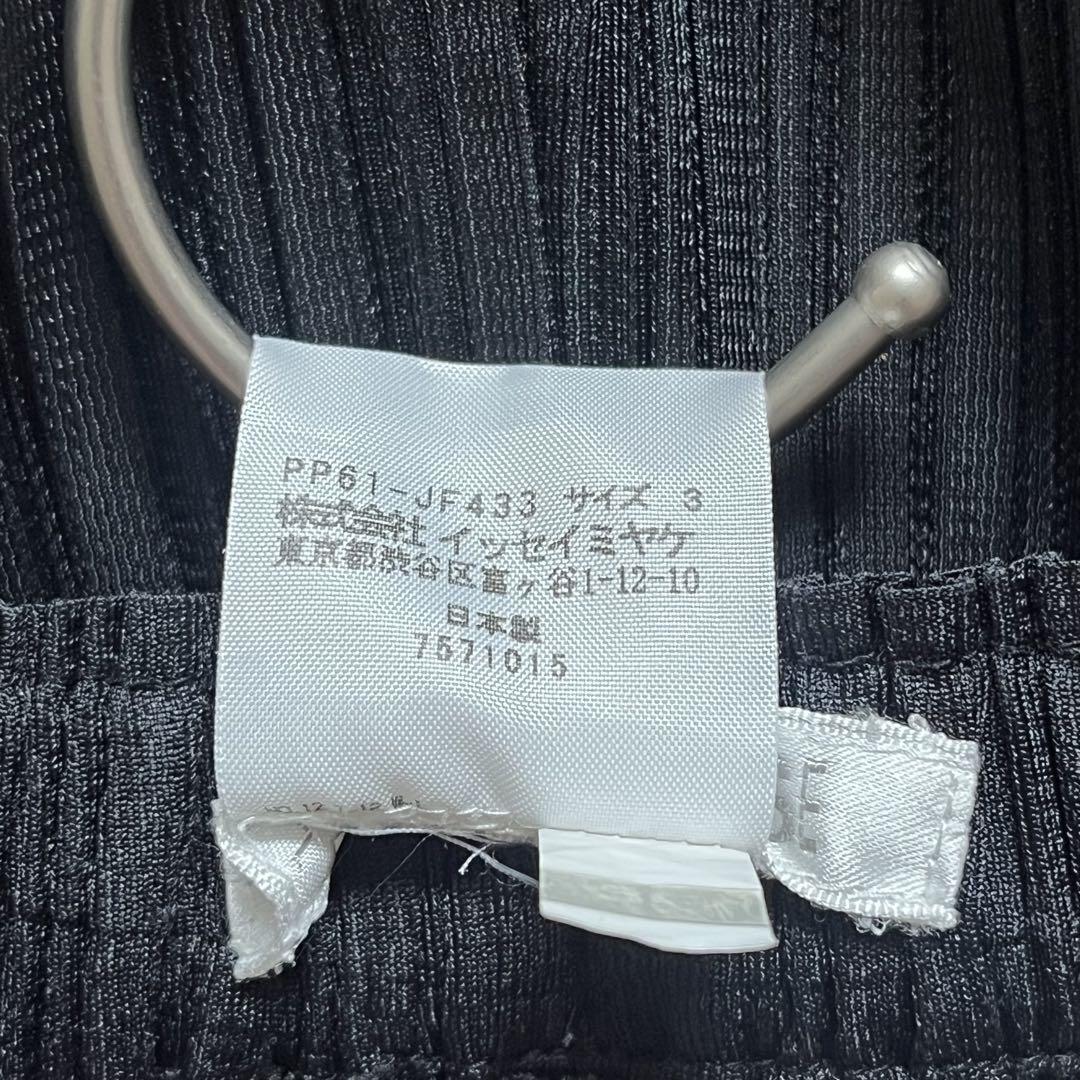 PP61-JF433 サイズ 3
株式会社イッセイミヤケ
東京都渋谷区富ヶ谷1-12-10
日本製
7571015